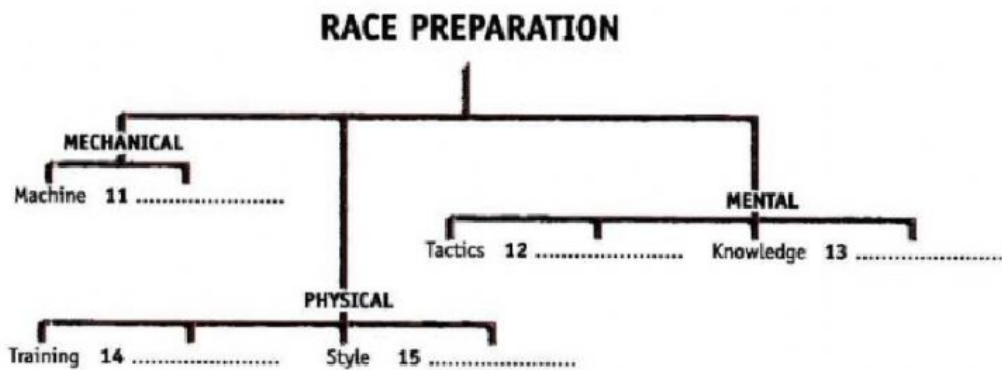 RACE PREPARATION
MECHANICAL
Machine 11 ........................
MENTAL
Tactics 12 ........................ Knowledge 13 ........................
PHYSICAL
Training 14 ........................ Style 15 ........................